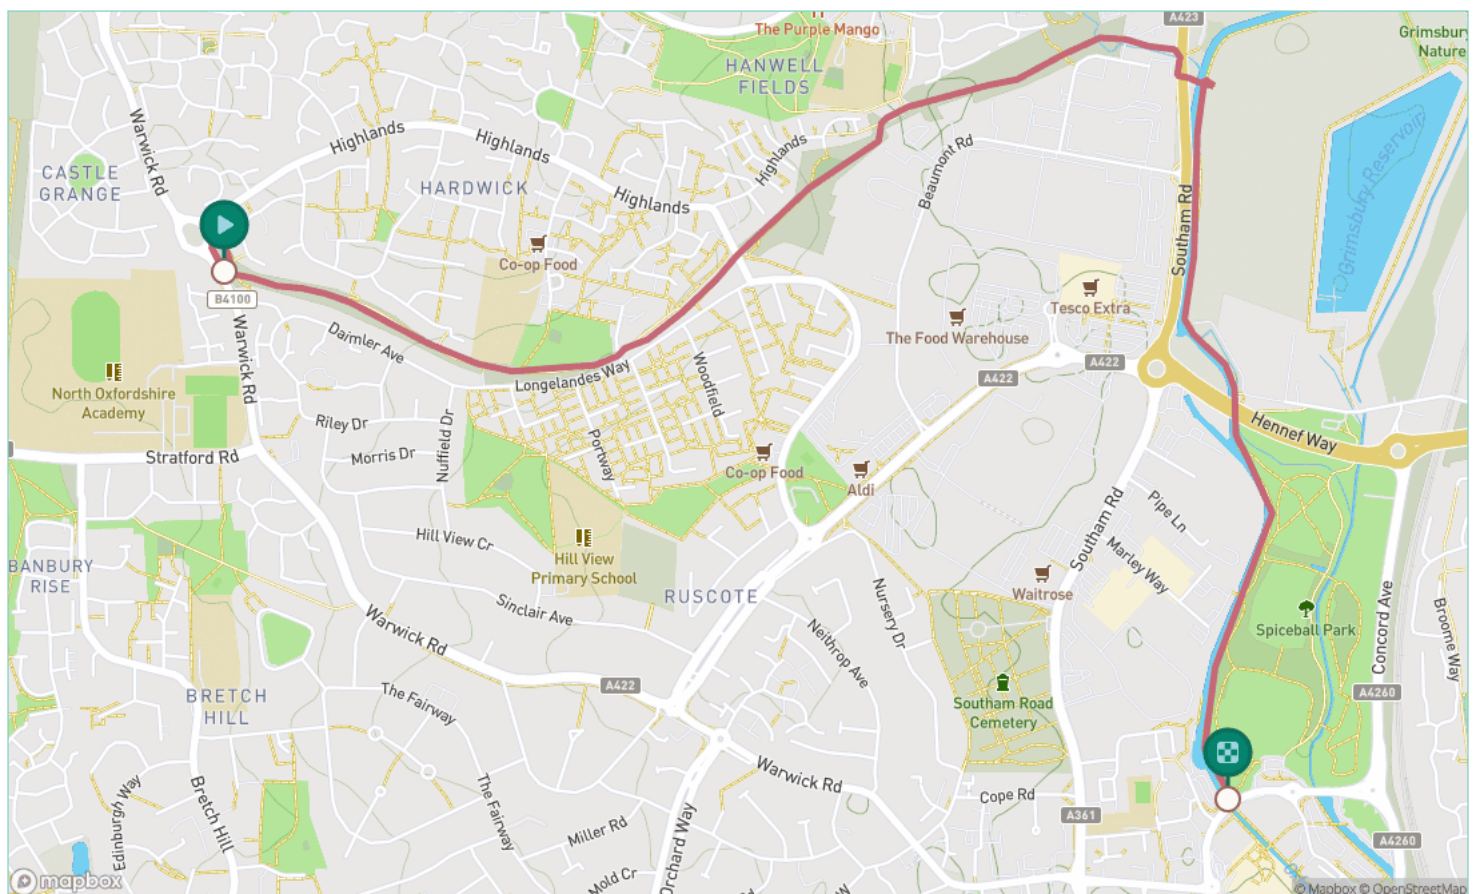 A423
The Purple Mango
Grimsbury
Nature
HANWELL
FIELDS
Warwick Rd
Highlands
Highlands
Highlands
Highlands
Beaumont Rd
Grimsbury Reservoir
CASTLE
GRANGE
HARDWICK
Southam Rd
Co-op Food
B4100
Tesco Extra
The Food Warehouse
Daimler Ave
Warwick Rd
North Oxfordshire
Academy
Longelandes Way
Woodfield
A422
A422
Hennef Way
Riley Dr
Nuffield Dr
Morris Dr
Stratford Rd
Portway
Co-op Food
Aldi
Southam Rd
Pipe Ln
Marley Way
Hill View Cr
Hill View
Primary School
BANBURY
RISE
Sinclair Ave
RUSCOTE
Nursery Dr
Waitrose
Neithrop Ave
Spiceball Park
Concord Ave
Broome Way
Warwick Rd
A422
A4260
BRETCH
HILL
The Fairway
Southam Road
Cemetery
Warwick Rd
Bretch Hill
Edinburgh Way
The Fairway
Cope Rd
A361
Miller Rd
Orchard Way
A4260
Mold Cr
mapbox
© Mapbox © OpenStreetMap